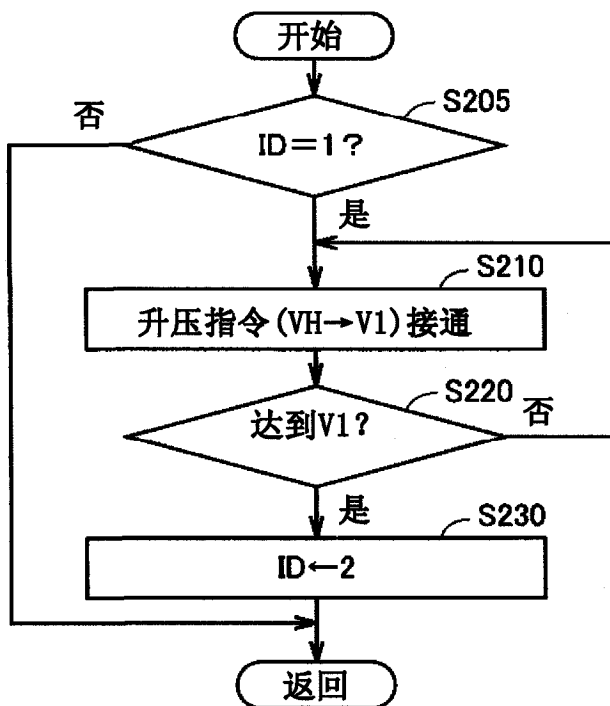 开始
S205
否
ID=1?
是
S210
升压指令(VH→V1)接通
S220
达到V1?
否
是
S230
ID←2
返回